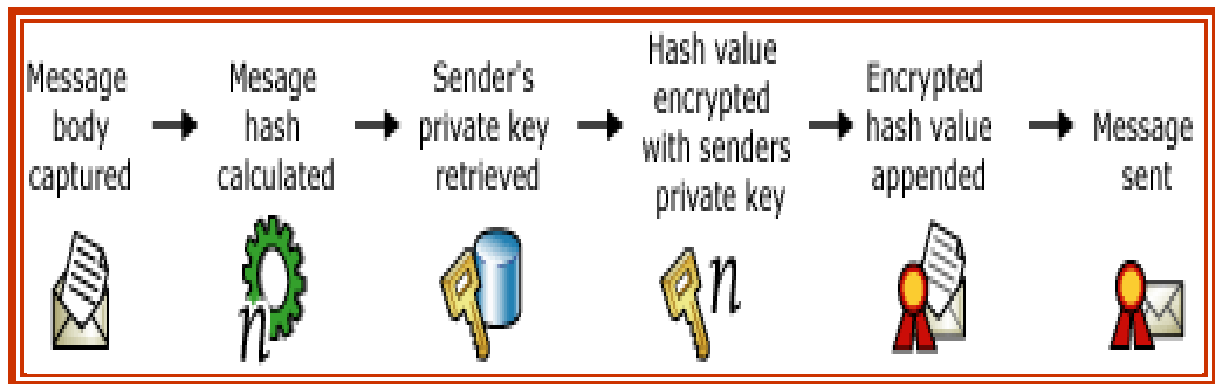 Message
body
captured
Mesage
hash
calculated
Sender's
private key
retrieved
Hash value
encrypted
with senders
private key
Encrypted
hash value
appended
Message
sent
n
n